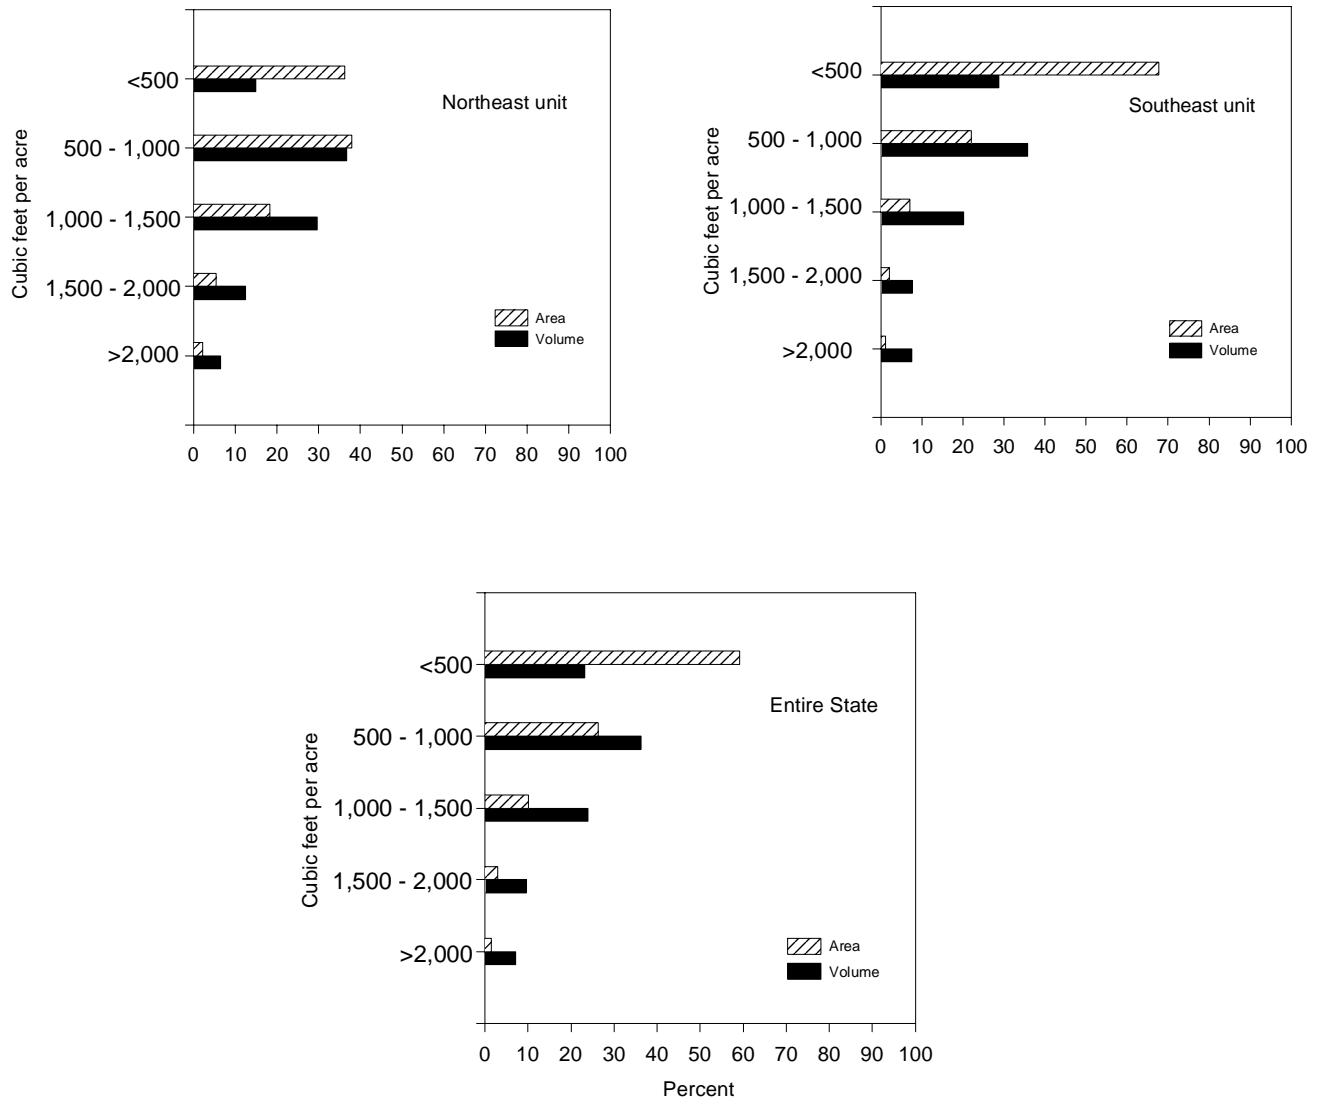 Northeast unit
Cubic feet per acre
<500
500 - 1,000
1,000 - 1,500
1,500 - 2,000
>2,000
Area
Volume
0 10 20 30 40 50 60 70 80 90 100
Southeast unit
Cubic feet per acre
<500
500 - 1,000
1,000 - 1,500
1,500 - 2,000
>2,000
Area
Volume
0 10 20 30 40 50 60 70 80 90 100
Entire State
Cubic feet per acre
<500
500 - 1,000
1,000 - 1,500
1,500 - 2,000
>2,000
Area
Volume
0 10 20 30 40 50 60 70 80 90 100
Percent